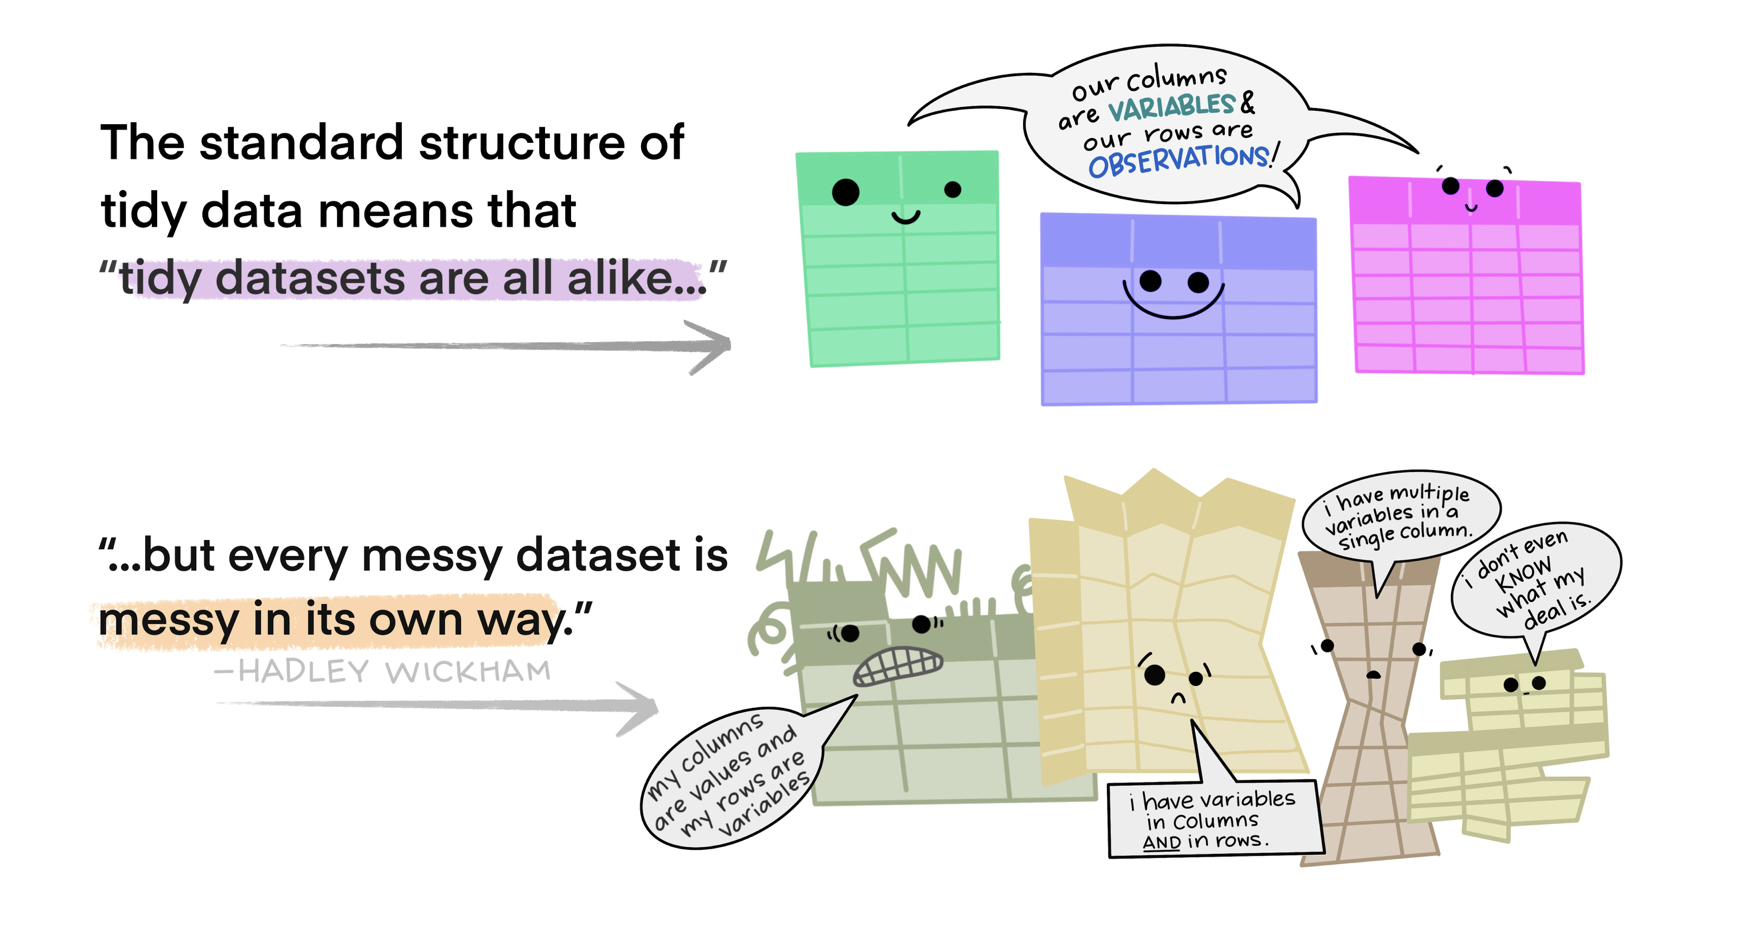 The standard structure of
tidy data means that
“tidy datasets are all alike...”
our columns
are VARIABLES &
our rows are
OBSERVATIONS!
“...but every messy dataset is
messy in its own way.”
—HADLEY WICKHAM
my columns
are values and
my rows are
variables
i have variables
in columns
AND in rows.
i have multiple
variables in a
single column.
i don't even
KNOW
what my
deal is.